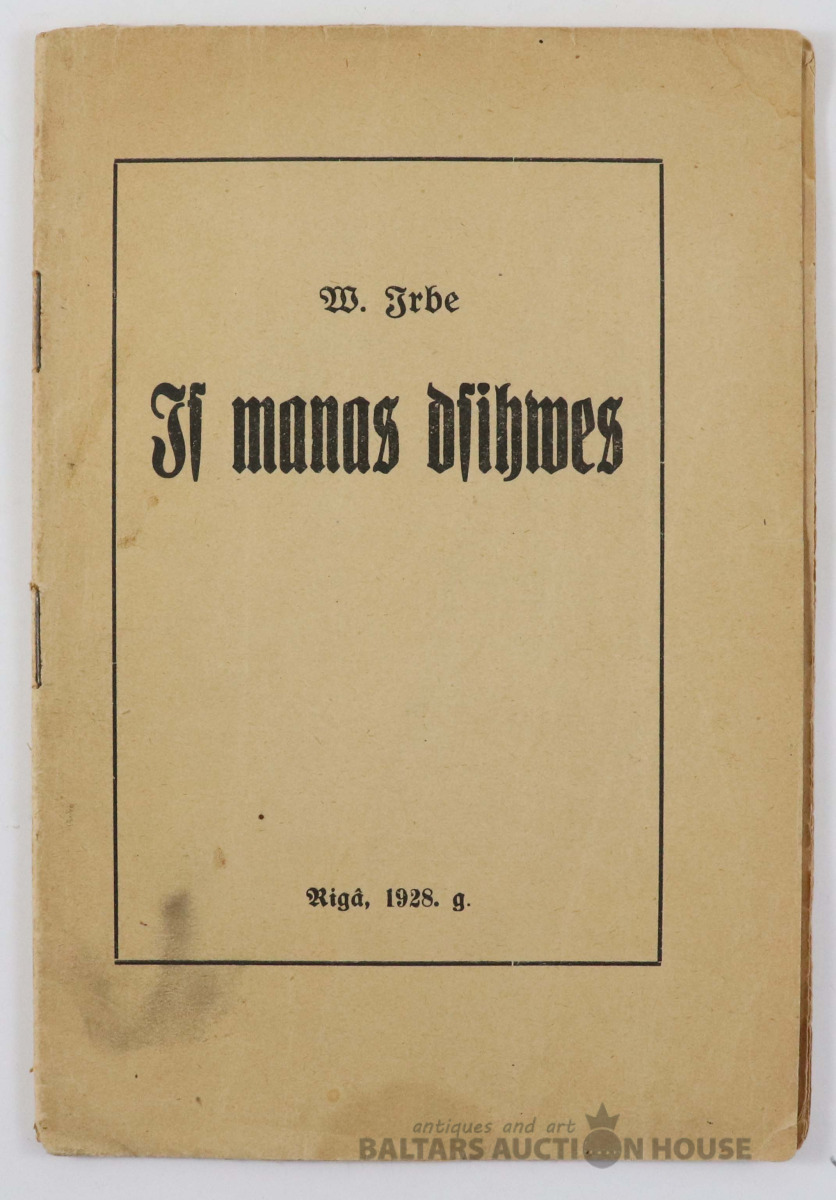 W. Irbe
Iſ manas dſihwes
Rigâ, 1928. g.
antiques and art
BALTARS AUCTION HOUSE